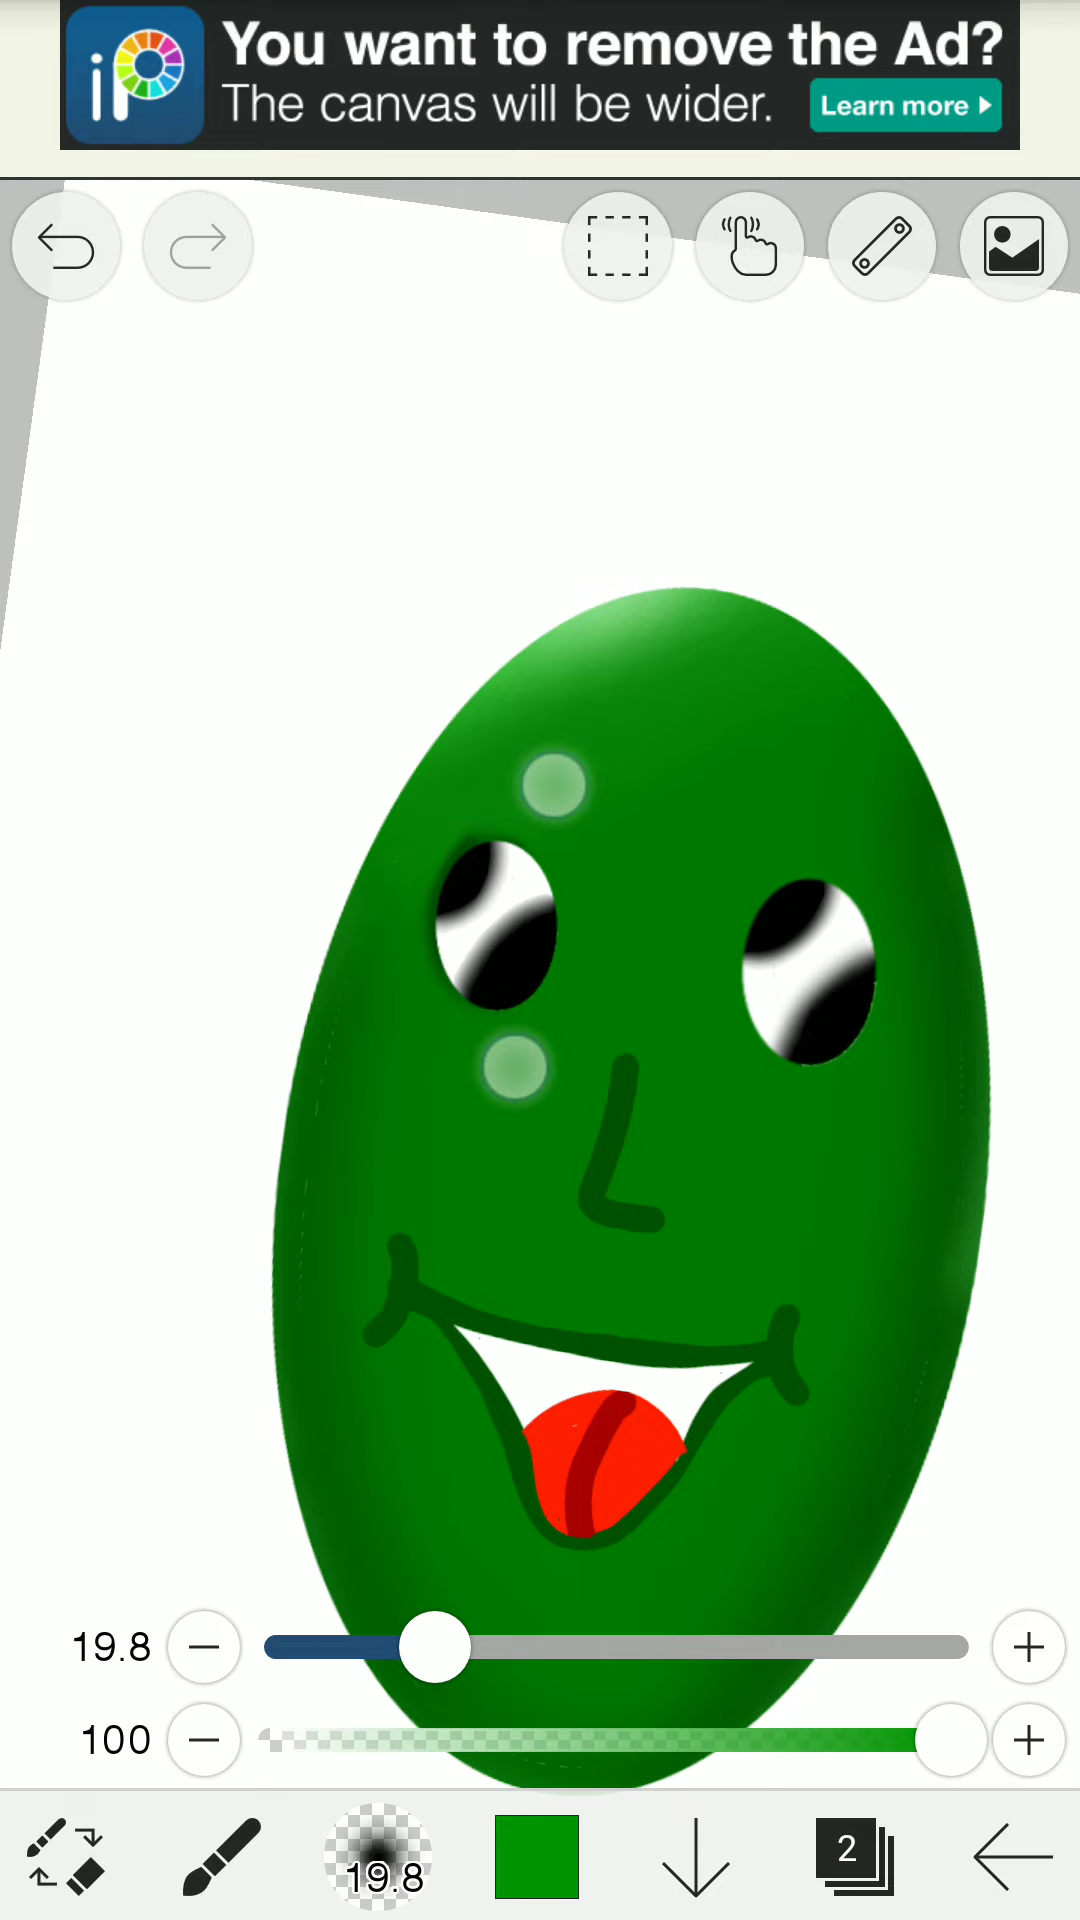 iP
You want to remove the Ad?
The canvas will be wider.
Learn more
19.8
100
19.8
2